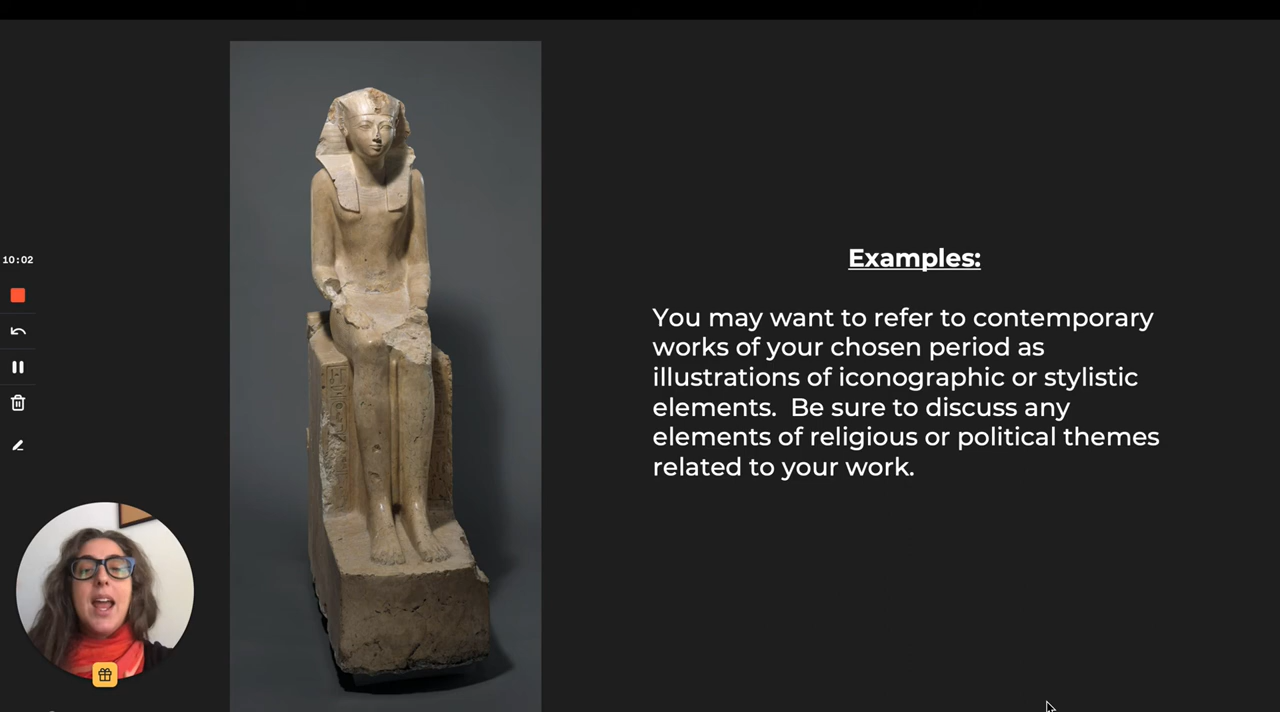 Examples:
You may want to refer to contemporary
works of your chosen period as
illustrations of iconographic or stylistic
elements.  Be sure to discuss any
elements of religious or political themes
related to your work.
10:02